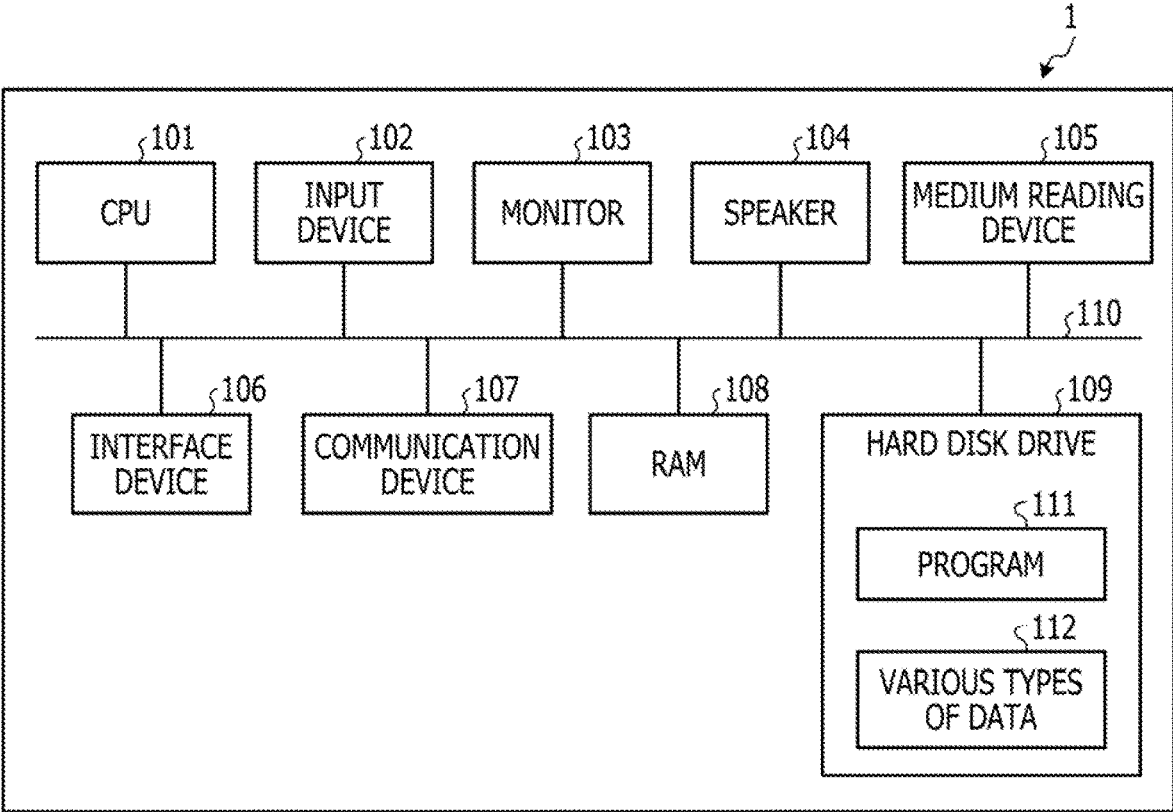 1
101
102
103
104
105
CPU
INPUT
DEVICE
MONITOR
SPEAKER
MEDIUM READING
DEVICE
110
106
107
108
109
INTERFACE
DEVICE
COMMUNICATION
DEVICE
RAM
HARD DISK DRIVE
111
PROGRAM
112
VARIOUS TYPES
OF DATA